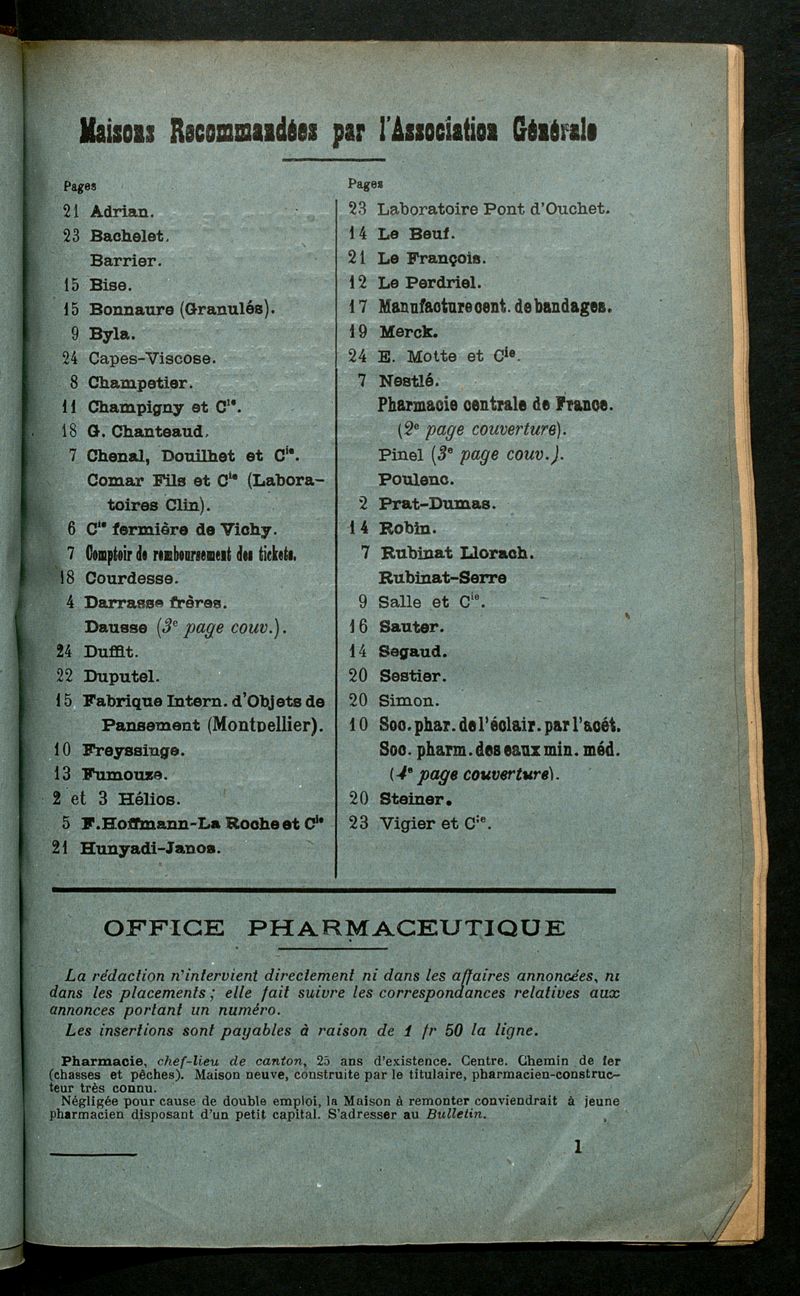 Maisons Recommandées par l'Association Générale
Pages
21 Adrian.
23 Bachelet.
Barrier.
15 Bise.
15 Bonnaure (Granulés).
9 Byla.
24 Capes-Viscose.
8 Champetier.
11 Champigny et Cie.
18 G. Chanteaud.
7 Chenal, Douilhet et Cie.
Comar Fils et Cie (Labora-
toires Clin).
6 Cie fermière de Vichy.
7 Comptoir de remboursement des tickets.
18 Courdesse.
4 Darrasse frères.
Dausse (3e page couv.).
24 Duffit.
22 Duputel.
15 Fabrique Intern. d'Objets de
Pansement (Montpellier).
10 Freyssinge.
13 Fumouze.
2 et 3 Hélios.
5 F. Hoffmann-La Roche et Cie
21 Hunyadi-Janos.
Pages
23 Laboratoire Pont d'Ouchet.
14 Le Beuf.
21 Le François.
12 Le Perdriel.
17 Manufacture cent. de bandages.
19 Merck.
24 E. Motte et Cie.
7 Nestlé.
Pharmacie centrale de France.
(2e page couverture).
Pinel (3e page couv.).
Poulenc.
2 Prat-Dumas.
14 Robin.
7 Rubinat Llorach.
Rubinat-Serre
9 Salle et Cie.
16 Sauter.
14 Segaud.
20 Sestier.
20 Simon.
10 Soc. phar. de l'éclair. par l'acét.
Soc. pharm. des eaux min. méd.
(4e page couverture).
20 Steiner.
23 Vigier et Cie.
OFFICE PHARMACEUTIQUE
La rédaction n'intervient directement ni dans les affaires annoncées, ni
dans les placements; elle fait suivre les correspondances relatives aux
annonces portant un numéro.
Les insertions sont payables à raison de 1 fr 50 la ligne.
Pharmacie, chef-lieu de canton, 25 ans d'existence. Centre. Chemin de fer
(chasses et pêches). Maison neuve, construite par le titulaire, pharmacien-construc-
teur très connu.
Négligée pour cause de double emploi, la Maison à remonter conviendrait à jeune
pharmacien disposant d'un petit capital. S'adresser au Bulletin.
1